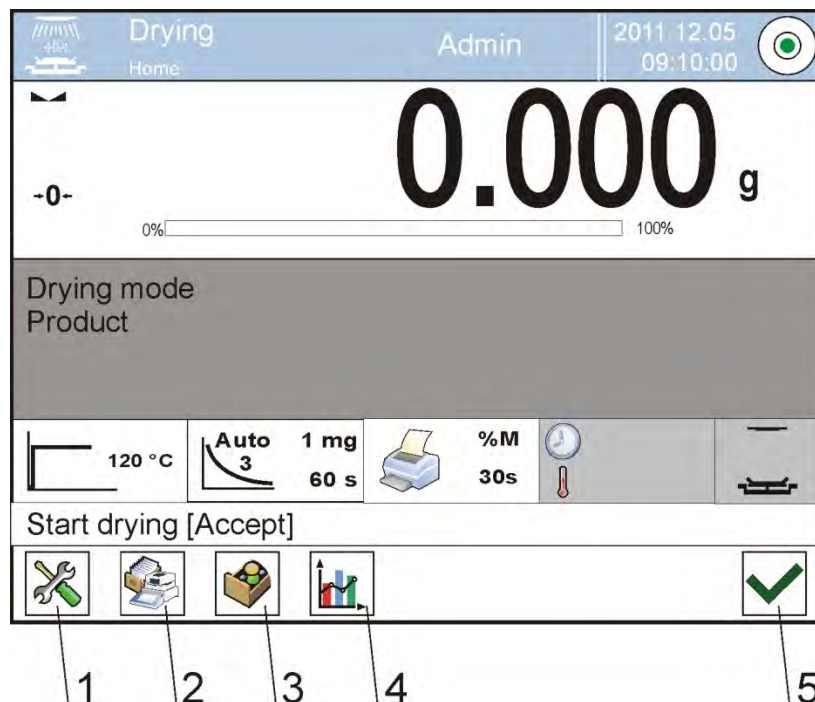 Drying
Home
Admin
2011.12.05
09:10:00
0.000 g
→0←
0% 100%
Drying mode
Product
120 °C
Auto 1 mg
3
60 s
%M
30s
Start drying [Accept]
1 2 3 4 5